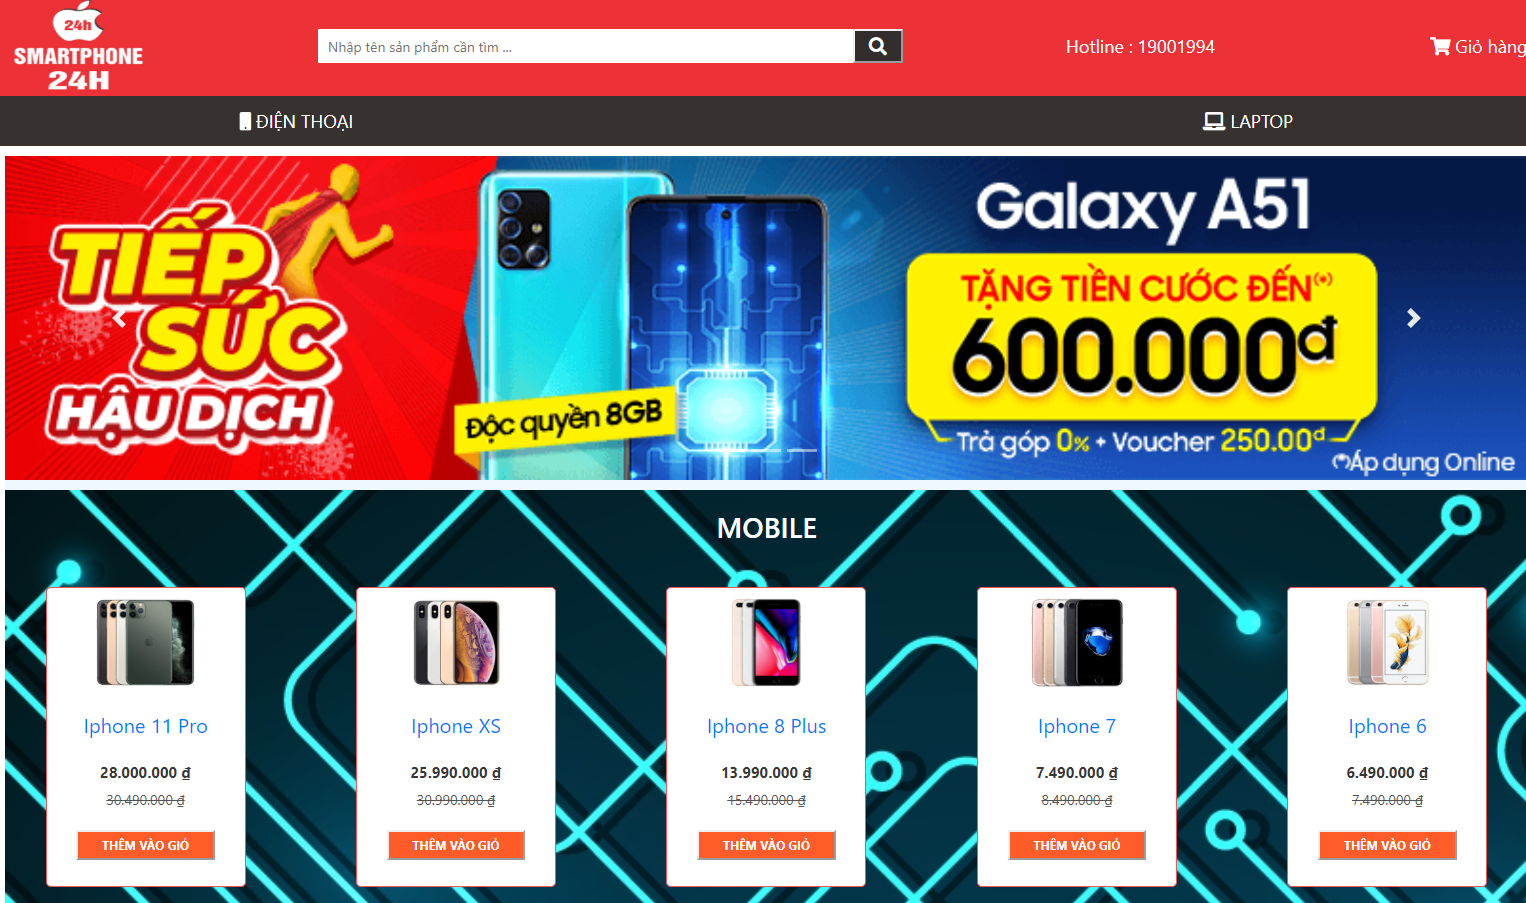 24h
SMARTPHONE
24H
Nhập tên sản phẩm cần tìm ...
Hotline : 19001994
Giỏ hàng
ĐIỆN THOẠI
LAPTOP
TIẾP
SỨC
HẬU DỊCH
Độc quyền 8GB
Galaxy A51
TẶNG TIỀN CƯỚC ĐẾN(*)
600.000đ
Trả góp 0% + Voucher 250.00đ
(*)Áp dụng Online
MOBILE
Iphone 11 Pro
28.000.000 ₫
30.490.000 ₫
THÊM VÀO GIỎ
Iphone XS
25.990.000 ₫
30.990.000 ₫
THÊM VÀO GIỎ
Iphone 8 Plus
13.990.000 ₫
15.490.000 ₫
THÊM VÀO GIỎ
Iphone 7
7.490.000 ₫
8.490.000 ₫
THÊM VÀO GIỎ
Iphone 6
6.490.000 ₫
7.490.000 ₫
THÊM VÀO GIỎ